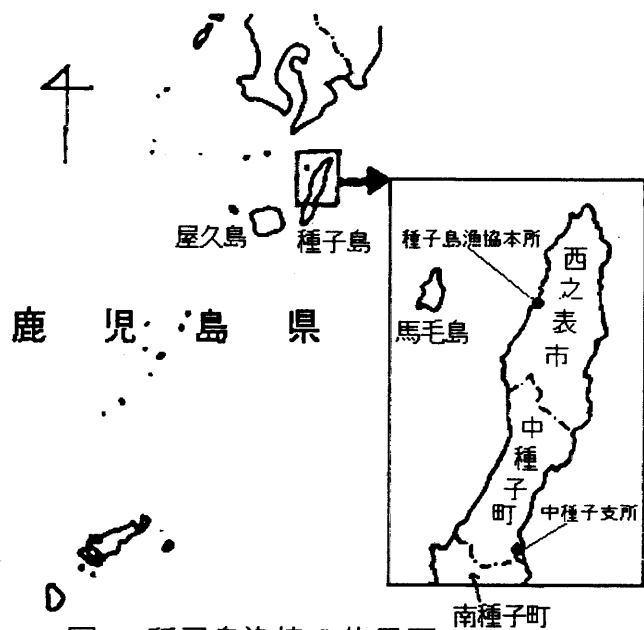 屋久島
種子島
鹿児島県
種子島漁協本所
西之表市
馬毛島
中種子町
中種子支所
南種子町